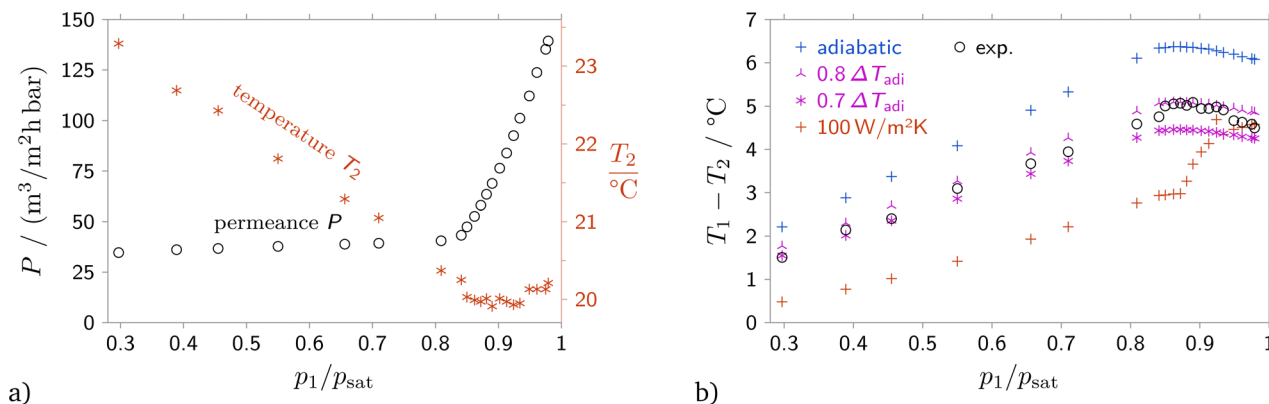 150
125
100
75
50
25
0
P / (m³/m²h bar)
temperature T₂
permeance P
23
22
21
20
T₂
°C
0.3 0.4 0.5 0.6 0.7 0.8 0.9 1
p₁/pₛₐₜ
a)
7
6
5
4
3
2
1
0
T₁ − T₂ / °C
adiabatic
exp.
0.8 ΔT_adi
0.7 ΔT_adi
100 W/m²K
0.3 0.4 0.5 0.6 0.7 0.8 0.9 1
p₁/pₛₐₜ
b)